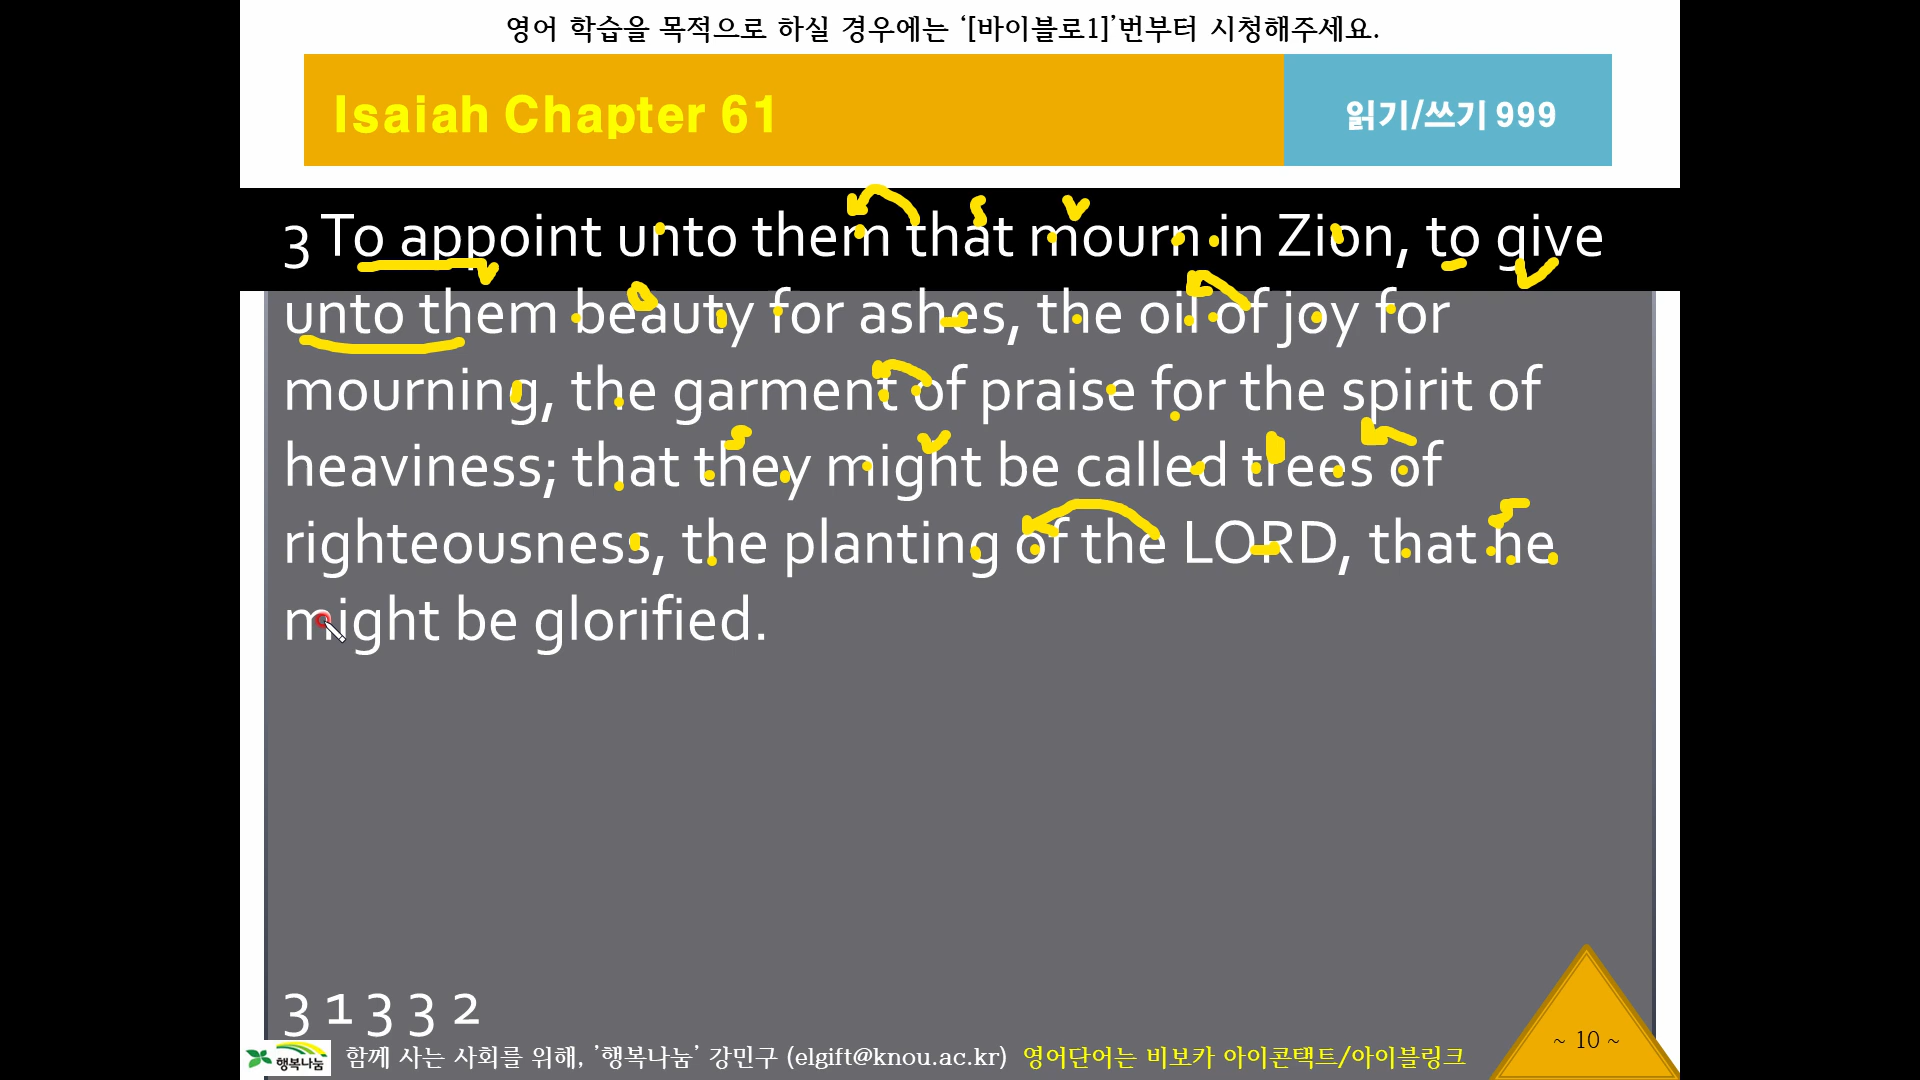 영어 학습을 목적으로 하실 경우에는 ‘[바이블로1]’번부터 시청해주세요.
Isaiah Chapter 61
읽기/쓰기 999
3 To appoint unto them that mourn in Zion, to give
unto them beauty for ashes, the oil of joy for
mourning, the garment of praise for the spirit of
heaviness; that they might be called trees of
righteousness, the planting of the LORD, that he
might be glorified.
3 1 3 3 2
~ 10 ~
행복나눔 함께 사는 사회를 위해, ’행복나눔’ 강민구 (elgift@knou.ac.kr) 영어단어는 비보카 아이콘택트/아이블링크